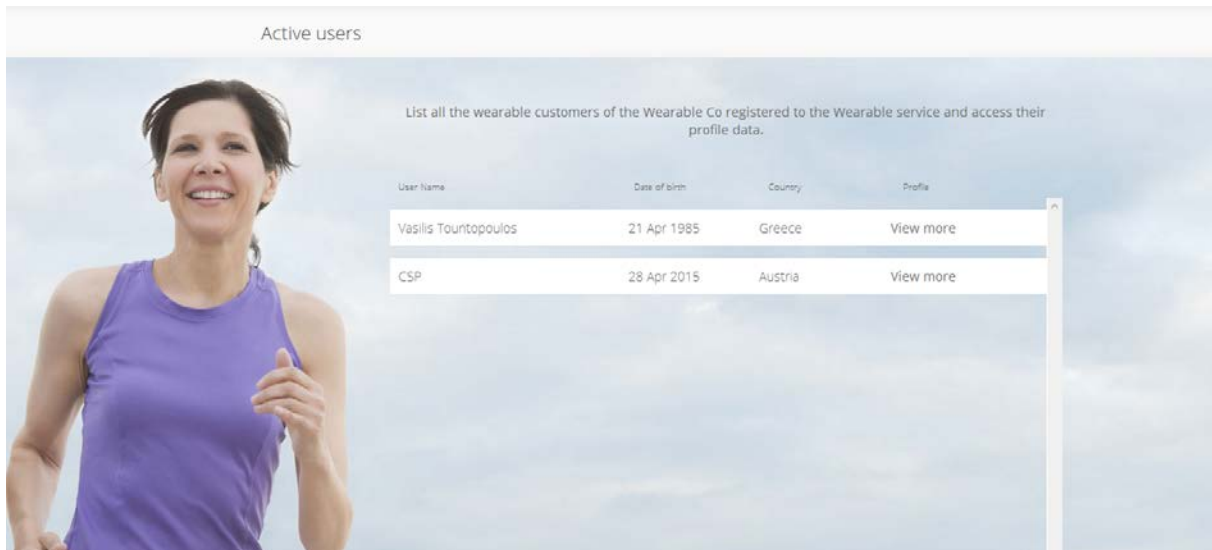 Active users
List all the wearable customers of the Wearable Co registered to the Wearable service and access their
profile data.
User Name Date of birth Country Profile
Vasilis Tountopoulos 21 Apr 1985 Greece View more
CSP 28 Apr 2015 Austria View more